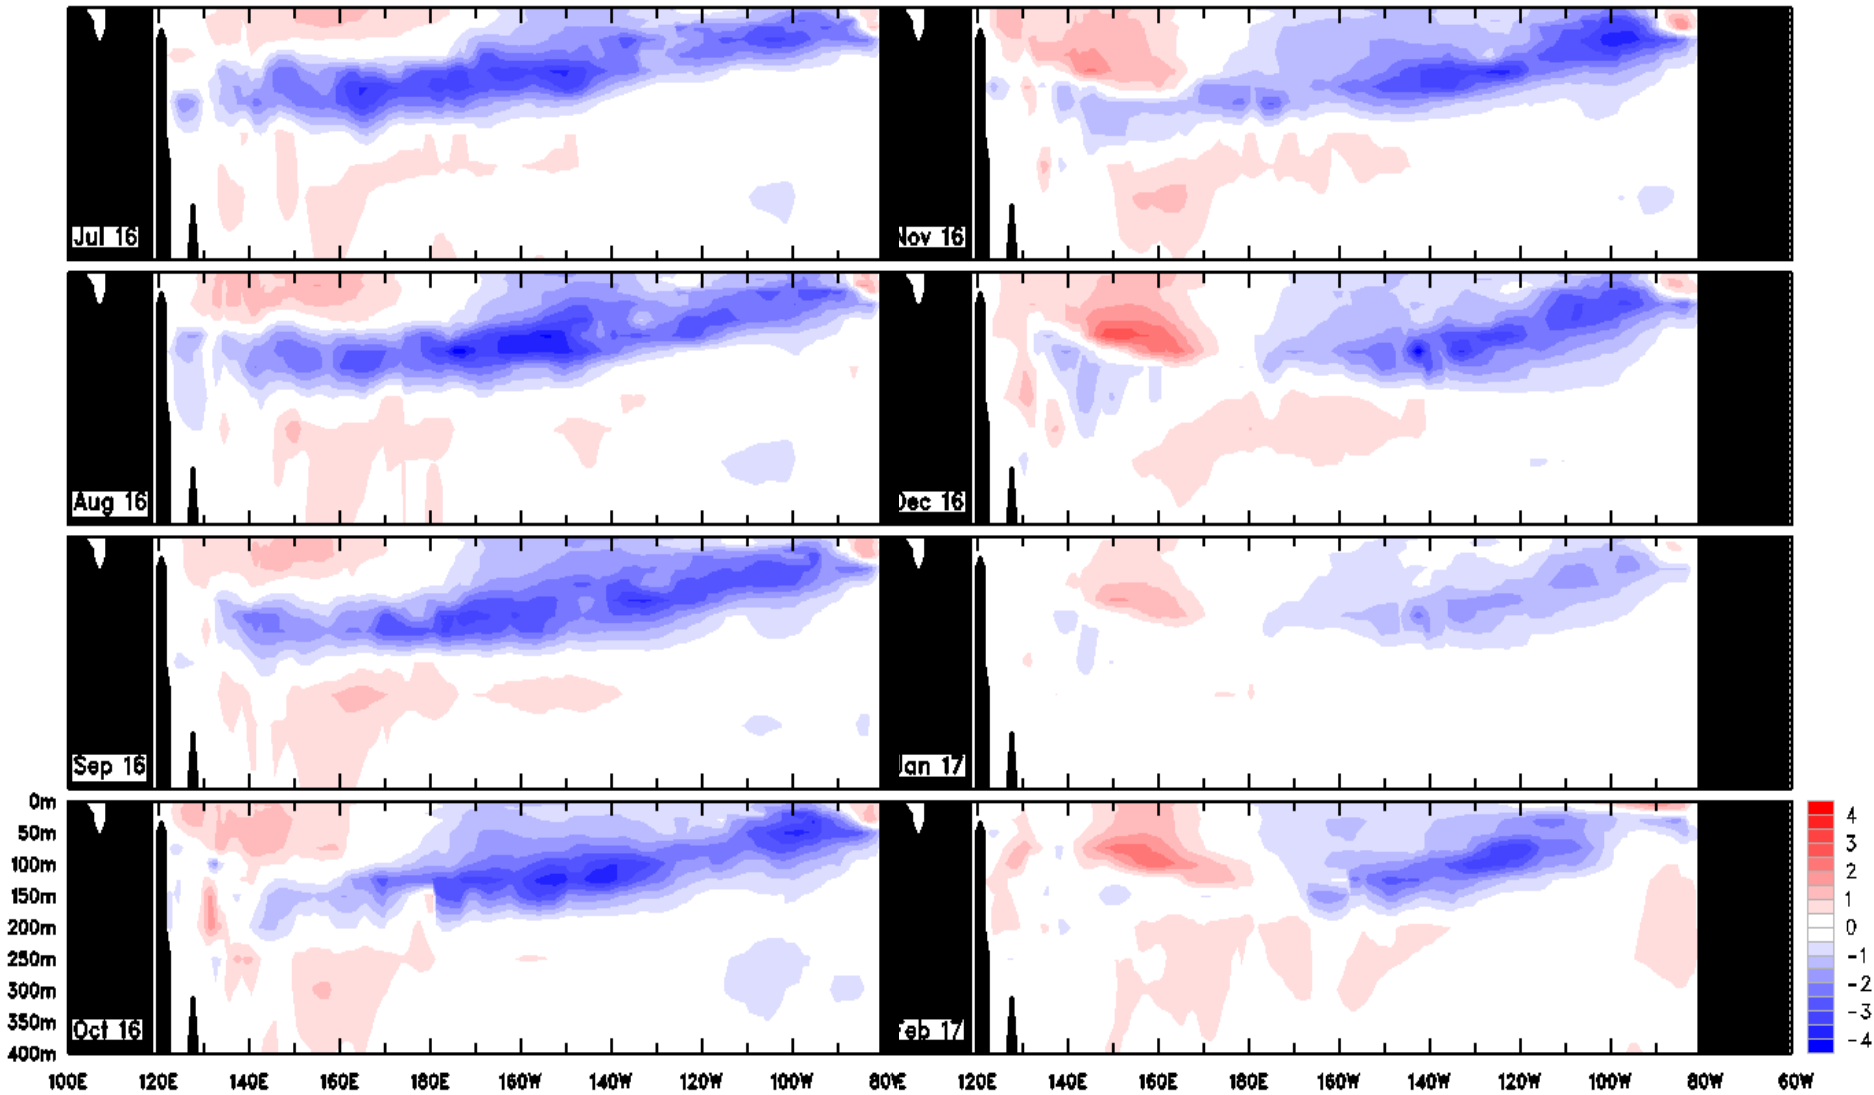 Jul 16
Nov 16
Aug 16
Dec 16
Sep 16
Jan 17
0m
50m
100m
150m
200m
250m
300m
350m
400m
Oct 16
Feb 17
4
3
2
1
0
-1
-2
-3
-4
100E 120E 140E 160E 180E 160W 140W 120W 100W 80W E 120E 140E 160E 180E 160W 140W 120W 100W 80W 60W